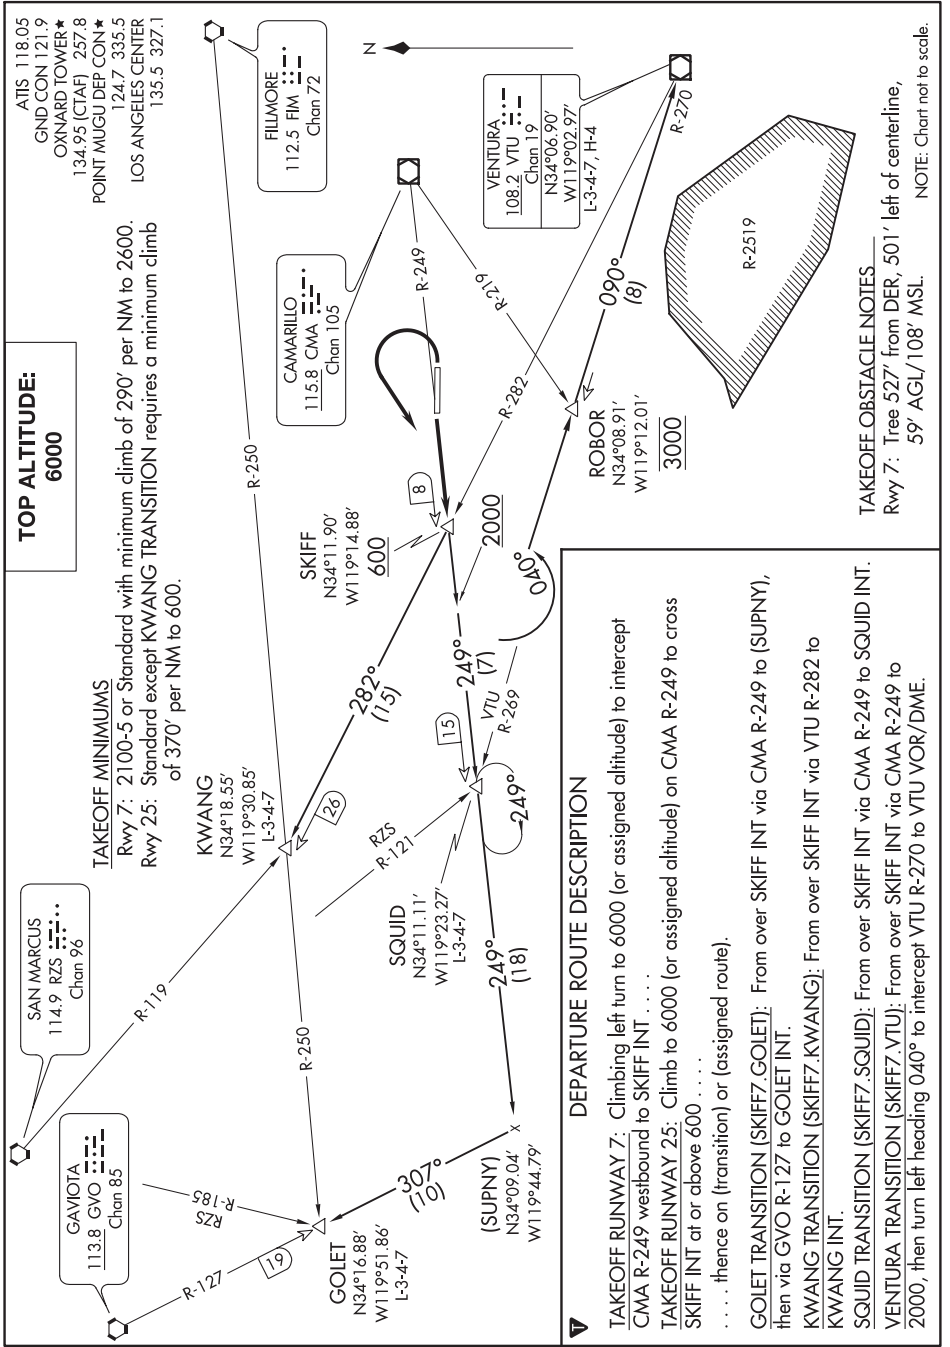 TOP ALTITUDE:
6000
ATIS 118.05
GND CON 121.9
OXNARD TOWER★
134.95 (CTAF) 257.8
POINT MUGU DEP CON★
124.7 335.5
LOS ANGELES CENTER
135.5 327.1
TAKEOFF MINIMUMS
Rwy 7: 2100-5 or Standard with minimum climb of 290' per NM to 2600.
Rwy 25: Standard except KWANG TRANSITION requires a minimum climb
of 370' per NM to 600.
SAN MARCUS
114.9 RZS
Chan 96
GAVIOTA
113.8 GVO
Chan 85
FILLMORE
112.5 FIM
Chan 72
CAMARILLO
115.8 CMA
Chan 105
VENTURA
108.2 VTU
Chan 19
N34°06.90'
W119°02.97'
L-3-4-7, H-4
N
KWANG
N34°18.55'
W119°30.85'
L-3-4-7
SKIFF
N34°11.90'
W119°14.88'
600
SQUID
N34°11.11'
W119°23.27'
L-3-4-7
GOLET
N34°16.88'
W119°51.86'
L-3-4-7
(SUPNY)
N34°09.04'
W119°44.79'
ROBOR
N34°08.91'
W119°12.01'
3000
2000
R-119
R-127
19
RZS
R-185
R-250
R-250
26
282°
(15)
RZS
R-121
15
VTU
R-269
249°
(7)
249°
249°
(18)
307°
(10)
8
R-249
R-219
R-282
040°
090°
(8)
R-270
R-2519
TAKEOFF OBSTACLE NOTES
Rwy 7: Tree 527' from DER, 501' left of centerline,
59' AGL/108' MSL.
NOTE: Chart not to scale.
T
DEPARTURE ROUTE DESCRIPTION
TAKEOFF RUNWAY 7: Climbing left turn to 6000 (or assigned altitude) to intercept
CMA R-249 westbound to SKIFF INT . . . .
TAKEOFF RUNWAY 25: Climb to 6000 (or assigned altitude) on CMA R-249 to cross
SKIFF INT at or above 600 . . . .
. . . . thence on (transition) or (assigned route).
GOLET TRANSITION (SKIFF7.GOLET): From over SKIFF INT via CMA R-249 to (SUPNY),
then via GVO R-127 to GOLET INT.
KWANG TRANSITION (SKIFF7.KWANG): From over SKIFF INT via VTU R-282 to
KWANG INT.
SQUID TRANSITION (SKIFF7.SQUID): From over SKIFF INT via CMA R-249 to SQUID INT.
VENTURA TRANSITION (SKIFF7.VTU): From over SKIFF INT via CMA R-249 to
2000, then turn left heading 040° to intercept VTU R-270 to VTU VOR/DME.